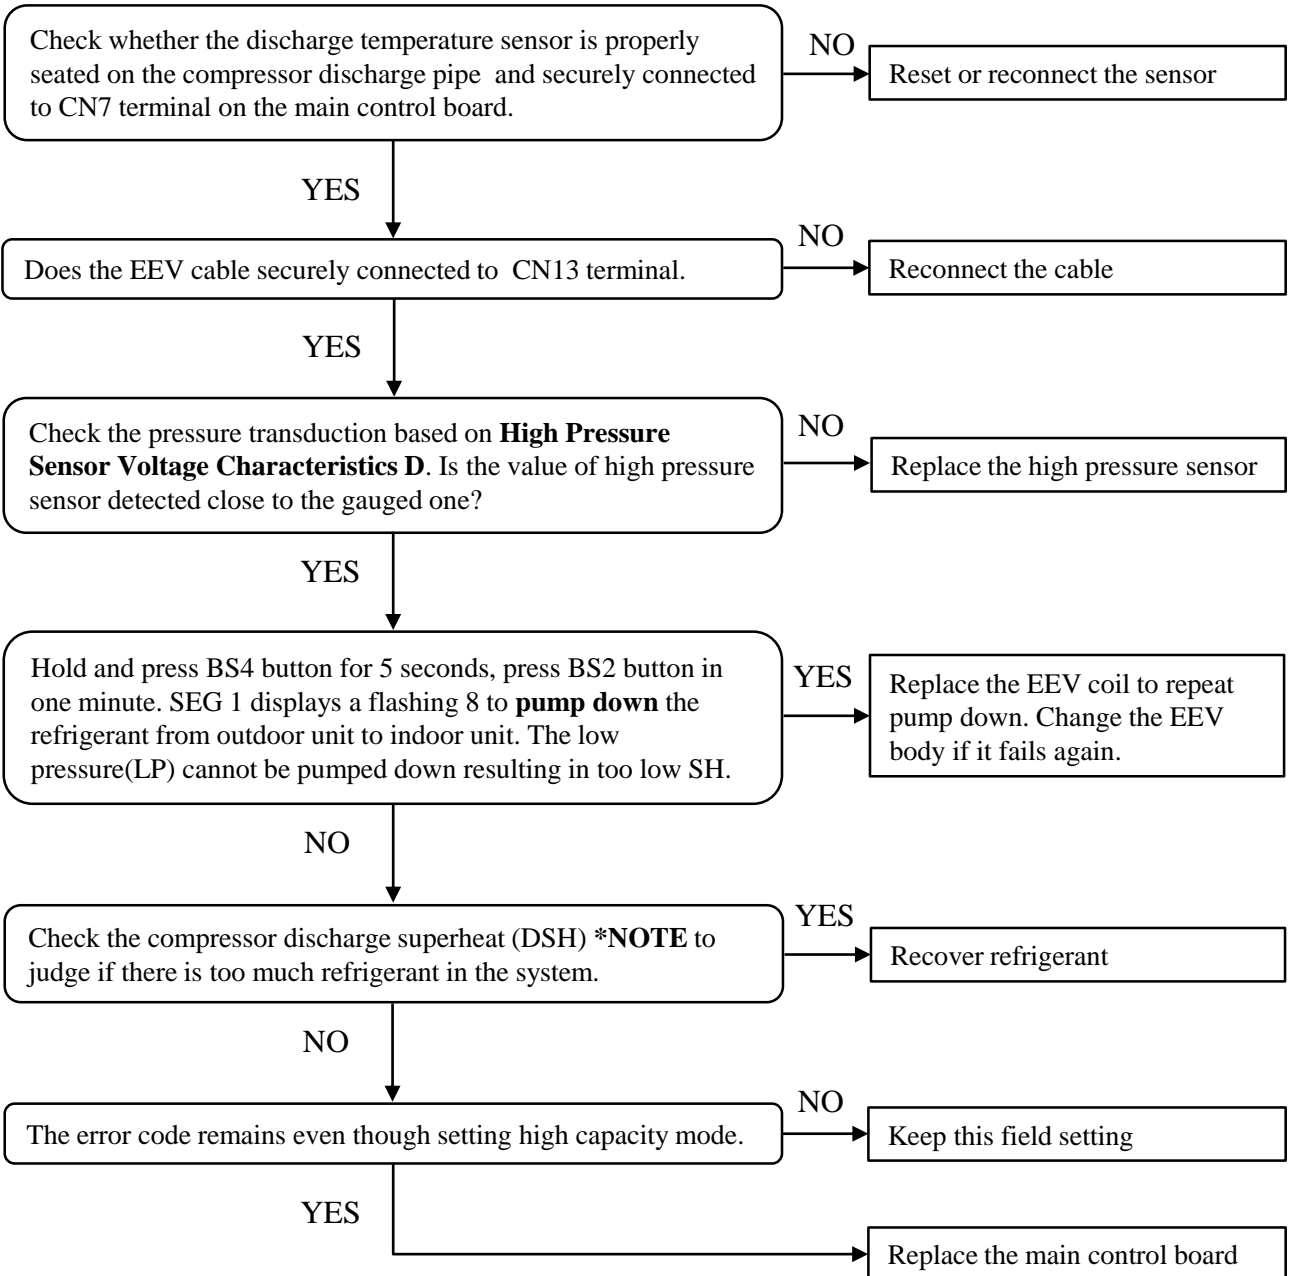 Check whether the discharge temperature sensor is properly
seated on the compressor discharge pipe and securely connected
to CN7 terminal on the main control board.
NO
Reset or reconnect the sensor
YES
Does the EEV cable securely connected to CN13 terminal.
NO
Reconnect the cable
YES
Check the pressure transduction based on High Pressure
Sensor Voltage Characteristics D. Is the value of high pressure
sensor detected close to the gauged one?
NO
Replace the high pressure sensor
YES
Hold and press BS4 button for 5 seconds, press BS2 button in
one minute. SEG 1 displays a flashing 8 to pump down the
refrigerant from outdoor unit to indoor unit. The low
pressure(LP) cannot be pumped down resulting in too low SH.
YES
Replace the EEV coil to repeat
pump down. Change the EEV
body if it fails again.
NO
Check the compressor discharge superheat (DSH) *NOTE to
judge if there is too much refrigerant in the system.
YES
Recover refrigerant
NO
The error code remains even though setting high capacity mode.
NO
Keep this field setting
YES
Replace the main control board